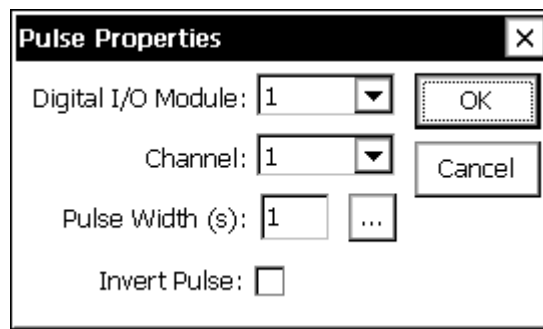 Pulse Properties
Digital I/O Module: 1
OK
Channel: 1
Cancel
Pulse Width (s): 1 ...
Invert Pulse: